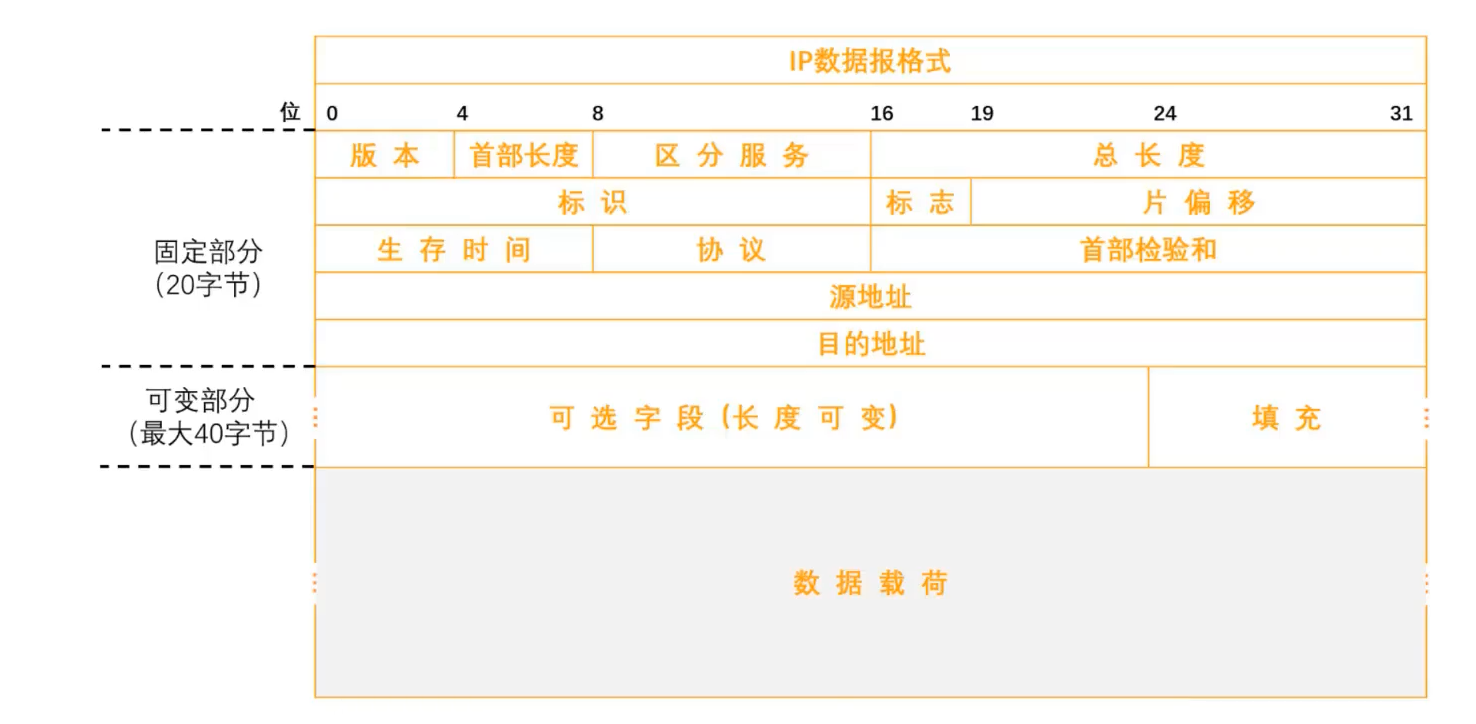 IP数据报格式
位 0 4 8 16 19 24 31
版 本 首部长度 区 分 服 务 总 长 度
标 识 标 志 片 偏 移
固定部分
（20字节）
生 存 时 间 协 议 首部检验和
源地址
目的地址
可变部分
（最大40字节）
可 选 字 段 (长 度 可 变) 填 充
数 据 载 荷